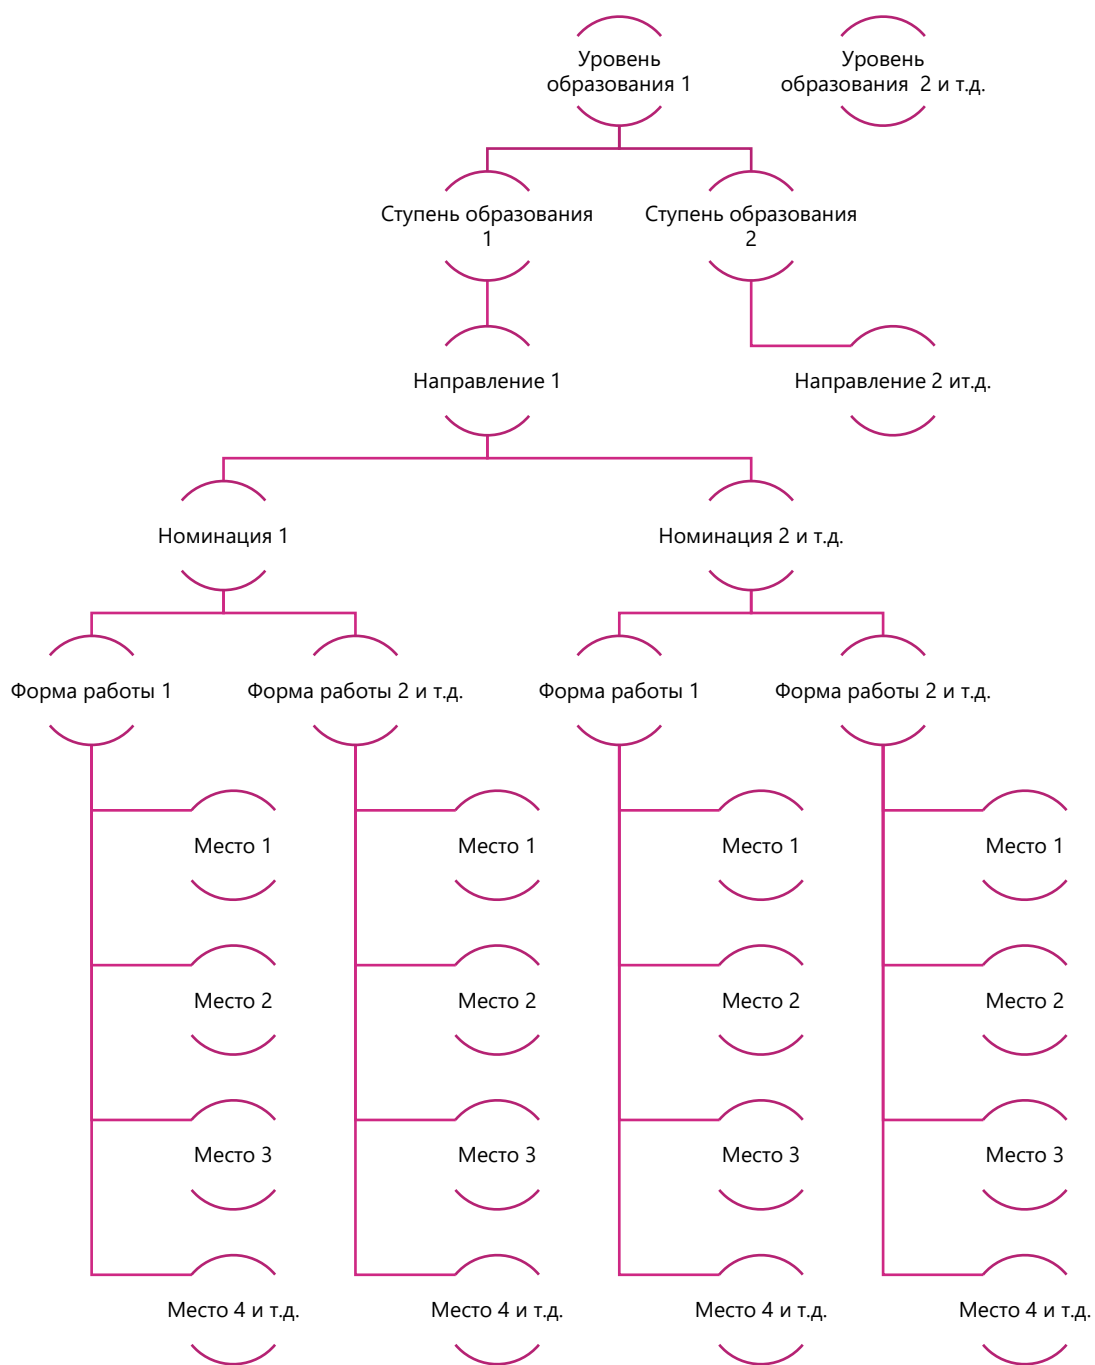 Уровень
образования 1
Уровень
образования  2 и т.д.
Ступень образования
1
Ступень образования
2
Направление 1
Направление 2 ит.д.
Номинация 1
Номинация 2 и т.д.
Форма работы 1
Форма работы 2 и т.д.
Форма работы 1
Форма работы 2 и т.д.
Место 1
Место 1
Место 1
Место 1
Место 2
Место 2
Место 2
Место 2
Место 3
Место 3
Место 3
Место 3
Место 4 и т.д.
Место 4 и т.д.
Место 4 и т.д.
Место 4 и т.д.